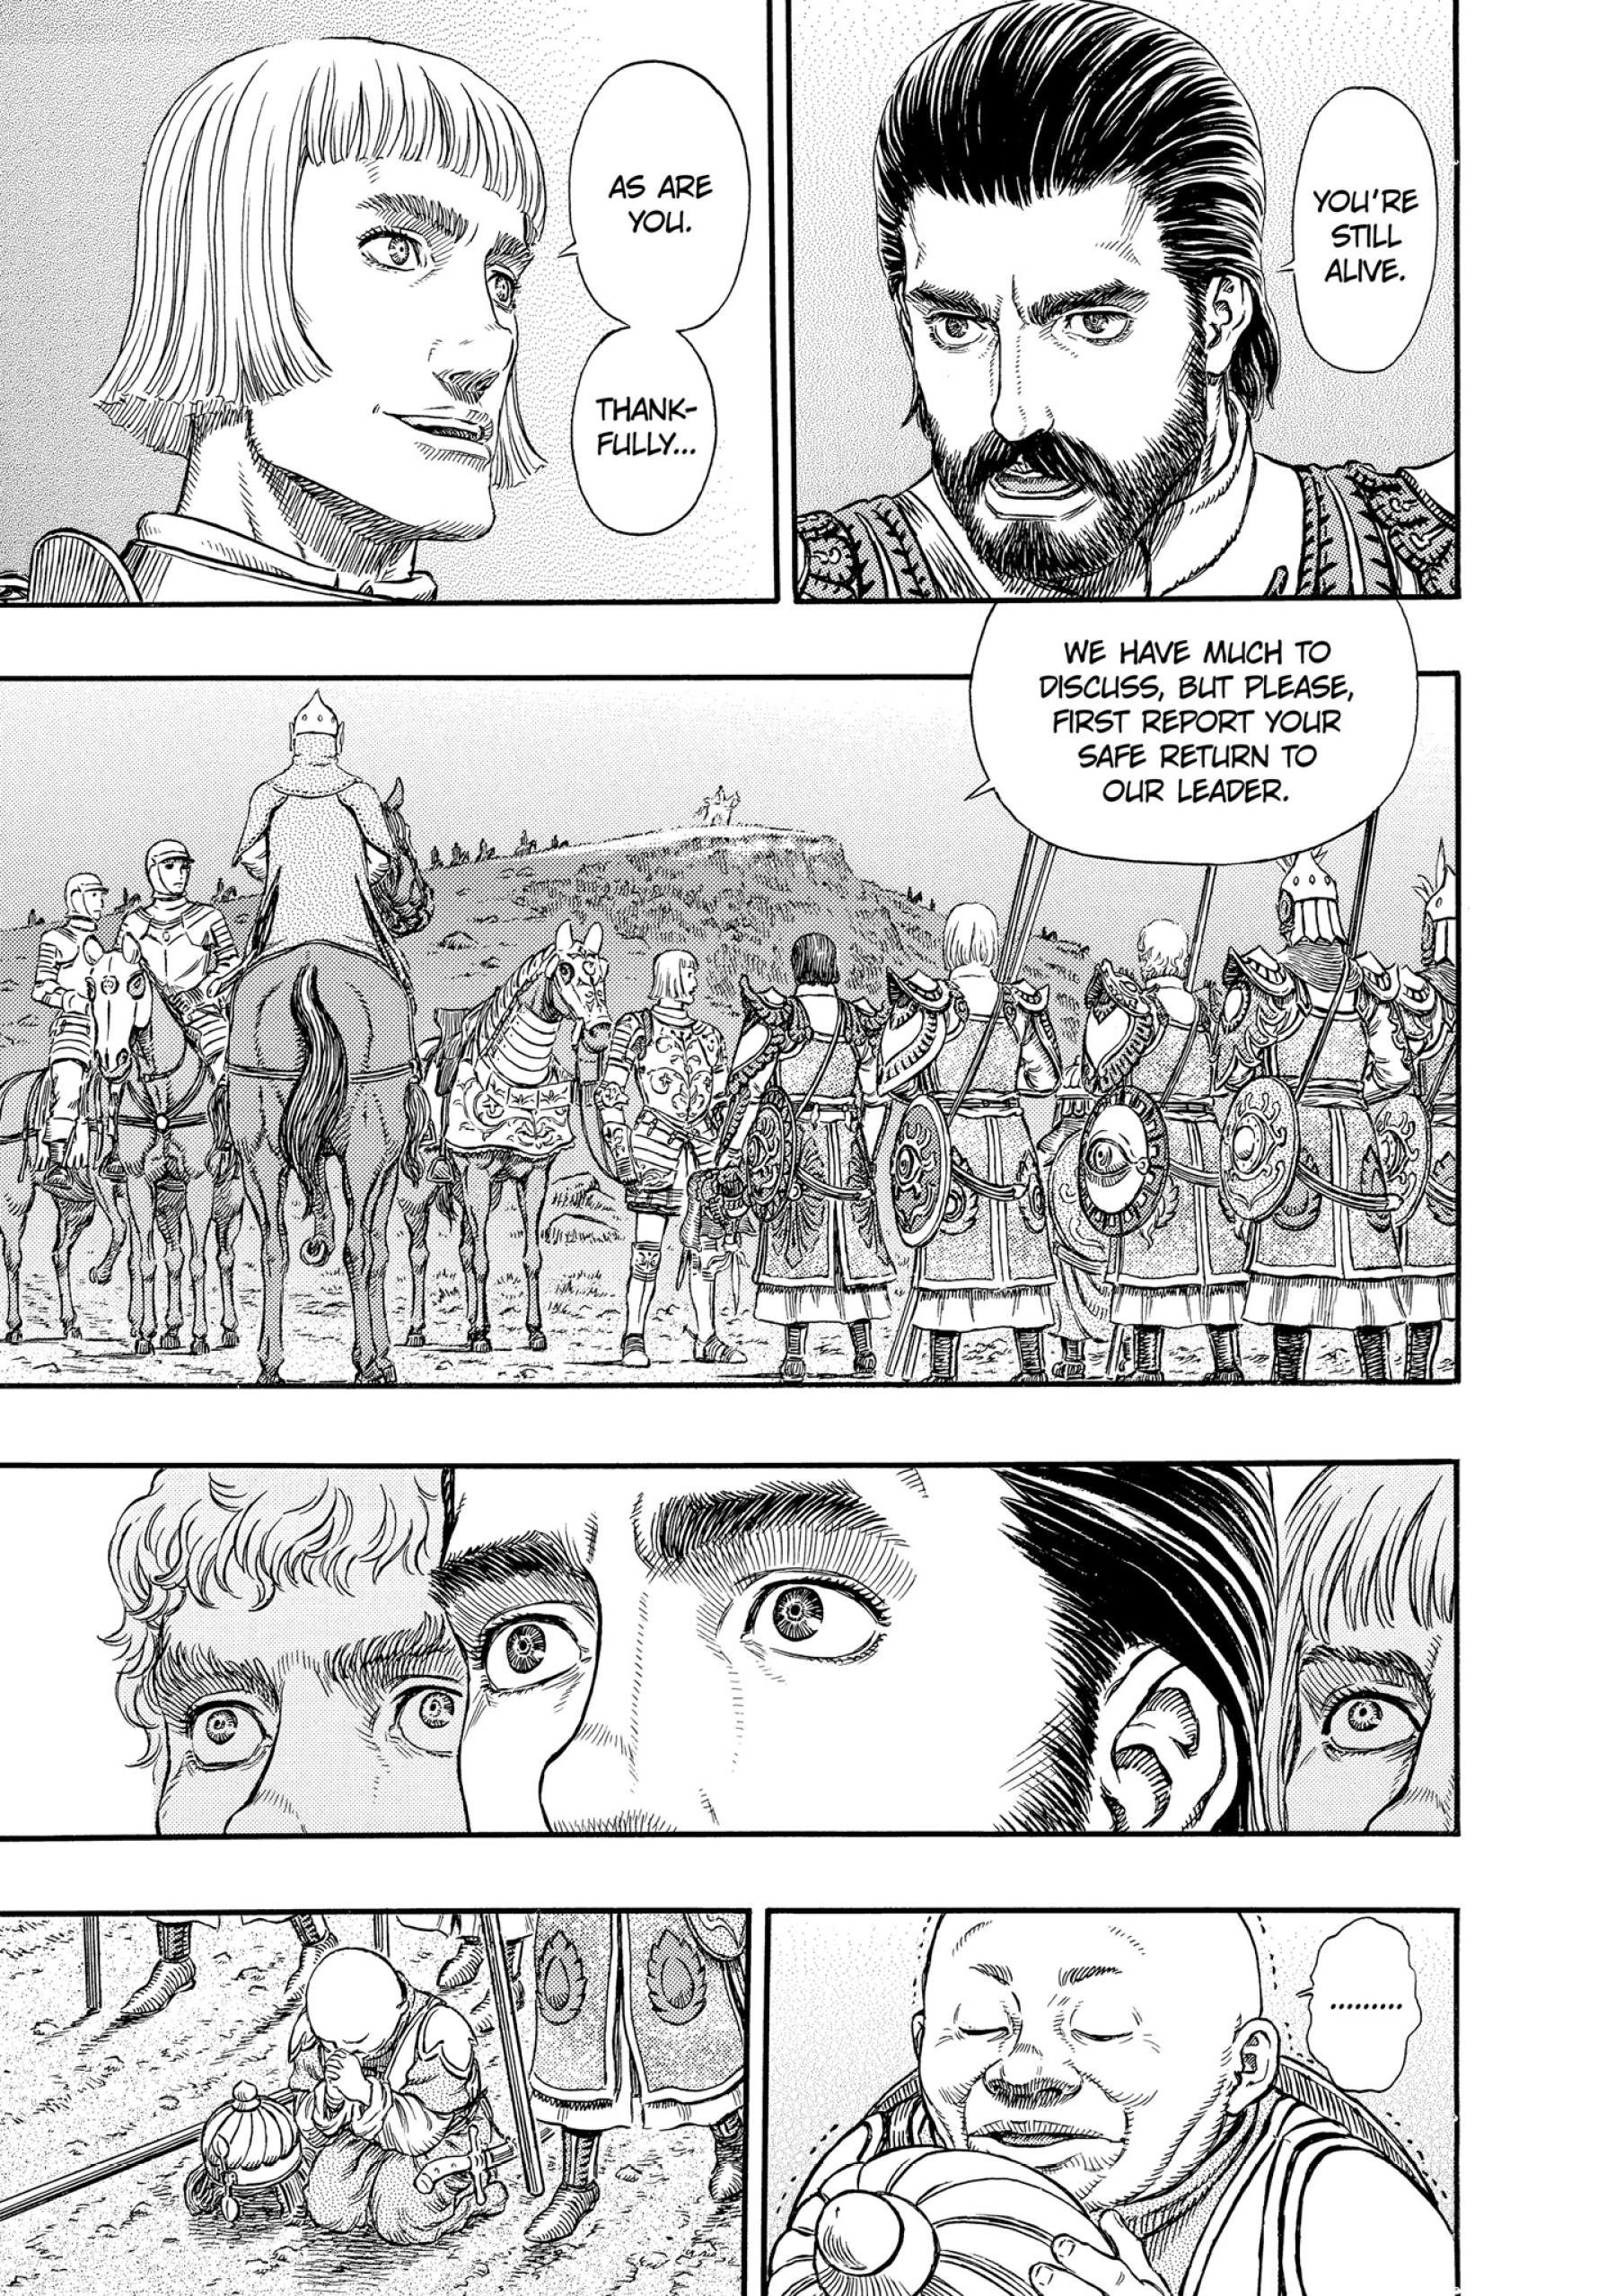 YOU'RE
STILL
ALIVE.
AS ARE
YOU.
THANK-
FULLY...
WE HAVE MUCH TO
DISCUSS, BUT PLEASE,
FIRST REPORT YOUR
SAFE RETURN TO
OUR LEADER.
.........